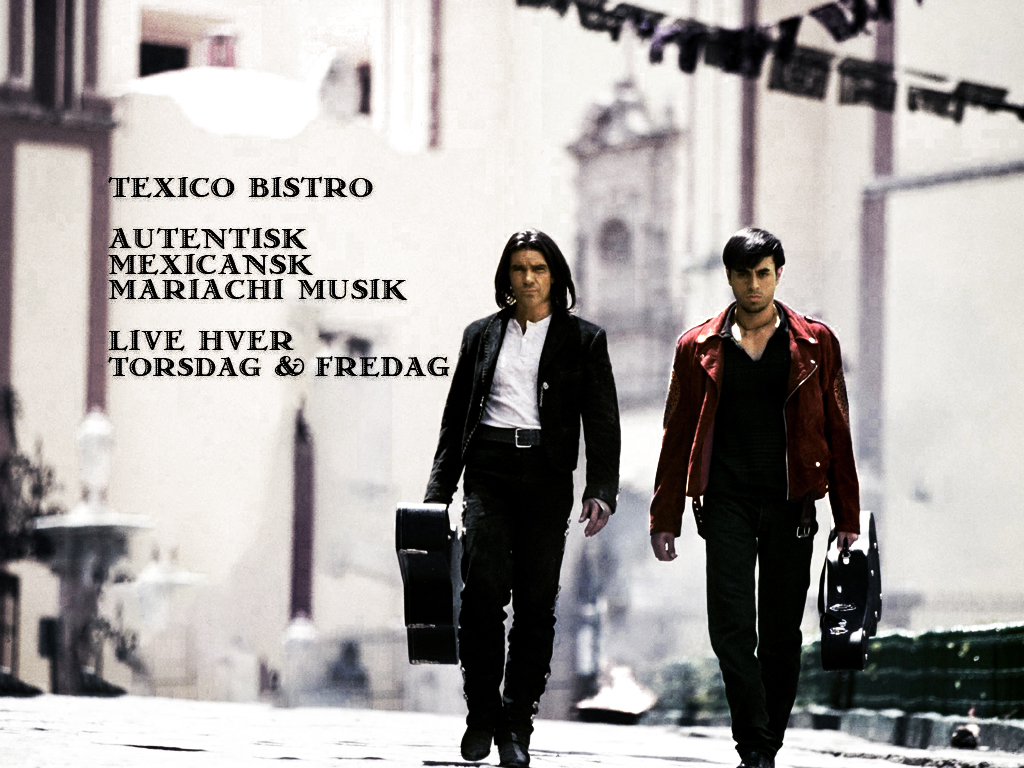 TEXICO BISTRO
AUTENTISK
MEXICANSK
MARIACHI MUSIK
LIVE HVER
TORSDAG & FREDAG